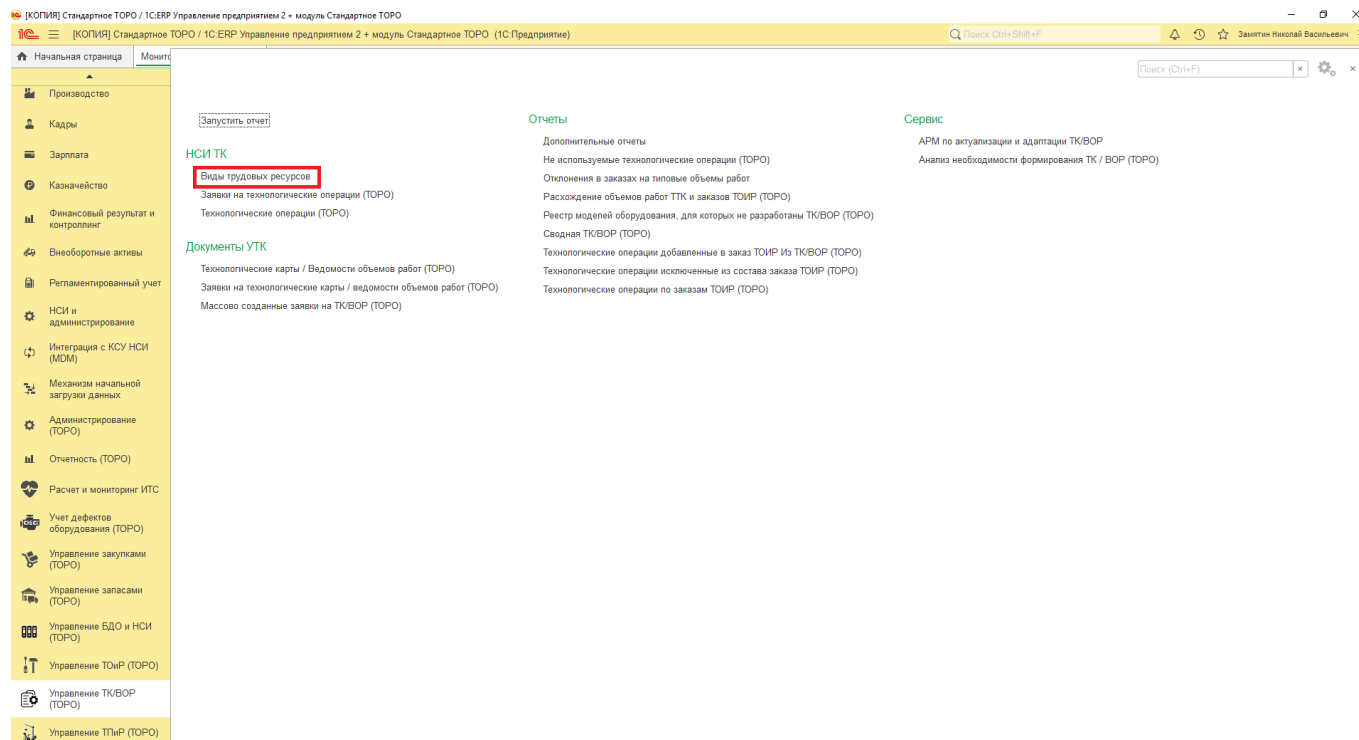 [КОПИЯ] Стандартное ТОРО / 1С:ERP Управление предприятием 2 + модуль Стандартное ТОРО
[КОПИЯ] Стандартное ТОРО / 1С:ERP Управление предприятием 2 + модуль Стандартное ТОРО (1С:Предприятие)
Поиск Ctrl+Shift+F
Замятин Николай Васильевич
Начальная страница
Поиск (Ctrl+F)
Производство
Кадры
Зарплата
Казначейство
Финансовый результат и
контроллинг
Внеоборотные активы
Регламентированный учет
НСИ и
администрирование
Интеграция с КСУ НСИ
(MDM)
Механизм начальной
загрузки данных
Администрирование
(ТОРО)
Отчетность (ТОРО)
Расчет и мониторинг ИТС
Учет дефектов
оборудования (ТОРО)
Управление закупками
(ТОРО)
Управление запасами
(ТОРО)
Управление БДО и НСИ
(ТОРО)
Управление ТОиР (ТОРО)
Управление ТК/ВОР
(ТОРО)
Управление ТПиР (ТОРО)
Запустить отчет
НСИ ТК
Виды трудовых ресурсов
Заявки на технологические операции (ТОРО)
Технологические операции (ТОРО)
Документы УТК
Технологические карты / Ведомости объемов работ (ТОРО)
Заявки на технологические карты / ведомости объемов работ (ТОРО)
Массово созданные заявки на ТК/ВОР (ТОРО)
Отчеты
Дополнительные отчеты
Не используемые технологические операции (ТОРО)
Отклонения в заказах на типовые объемы работ
Расхождение объемов работ ТТК и заказов ТОИР (ТОРО)
Реестр моделей оборудования, для которых не разработаны ТК/ВОР (ТОРО)
Сводная ТК/ВОР (ТОРО)
Технологические операции добавленные в заказ ТОИР Из ТК/ВОР (ТОРО)
Технологические операции исключенные из состава заказа ТОИР (ТОРО)
Технологические операции по заказам ТОИР (ТОРО)
Сервис
АРМ по актуализации и адаптации ТК/ВОР
Анализ необходимости формирования ТК / ВОР (ТОРО)